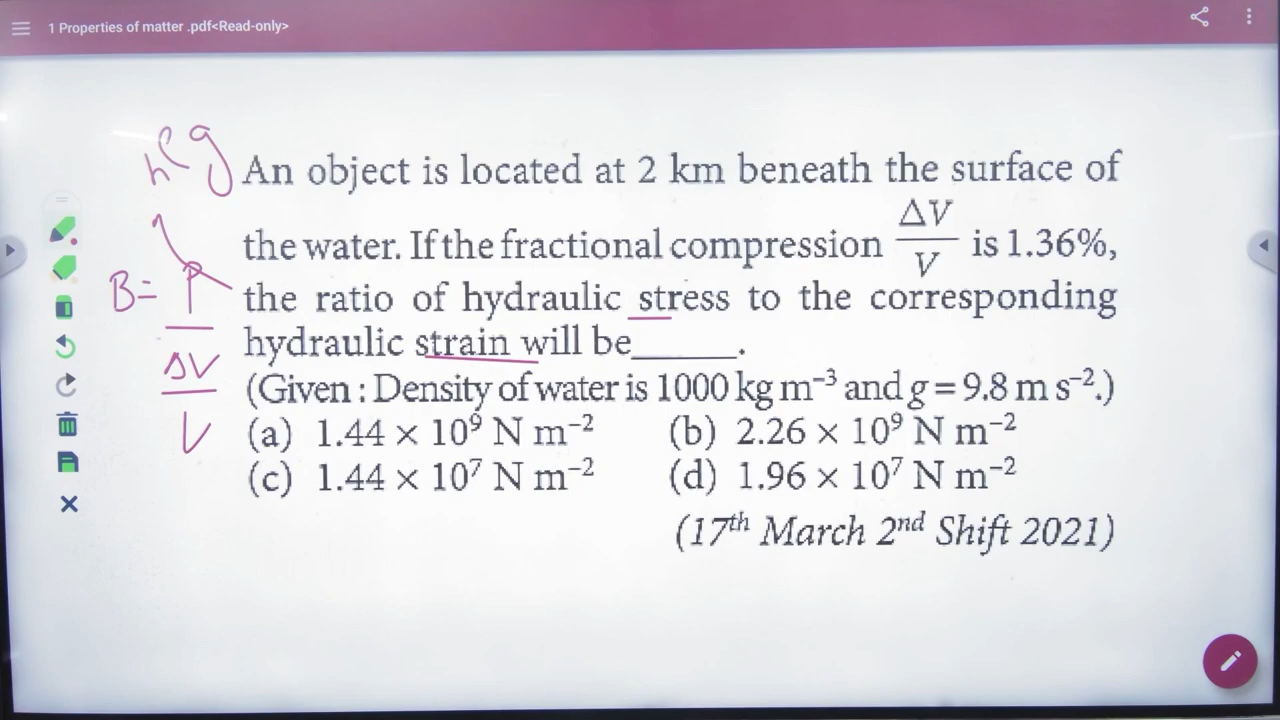 1 Properties of matter .pdf<Read-only>
hρg
An object is located at 2 km beneath the surface of
the water. If the fractional compression ΔV/V is 1.36%,
B = P/(ΔV/V)
the ratio of hydraulic stress to the corresponding
hydraulic strain will be______.
(Given : Density of water is 1000 kg m⁻³ and g = 9.8 m s⁻².)
(a) 1.44 × 10⁹ N m⁻² (b) 2.26 × 10⁹ N m⁻²
(c) 1.44 × 10⁷ N m⁻² (d) 1.96 × 10⁷ N m⁻²
(17th March 2nd Shift 2021)